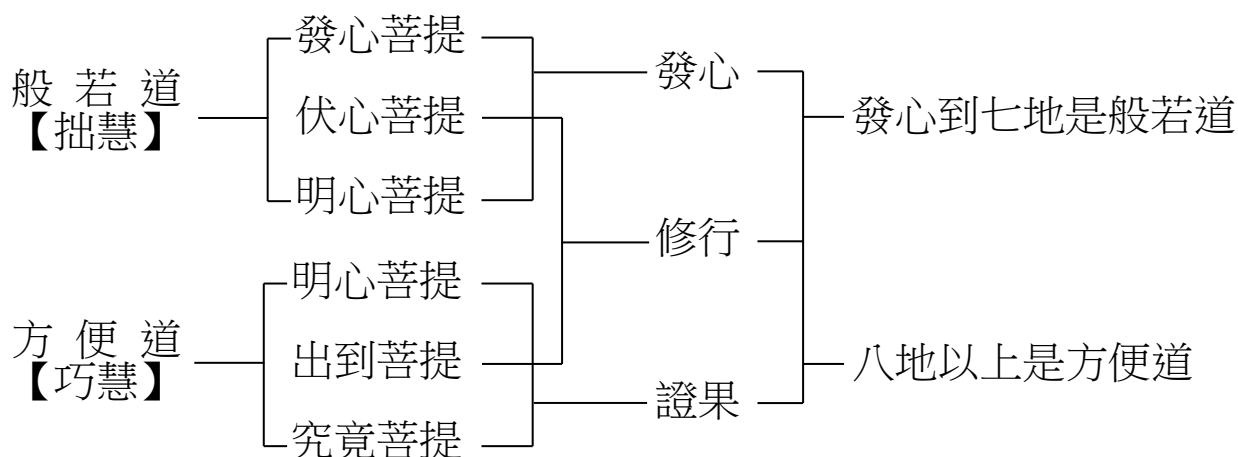 般若道
【拙慧】
發心菩提
伏心菩提
明心菩提
方便道
【巧慧】
明心菩提
出到菩提
究竟菩提
發心
修行
證果
發心到七地是般若道
八地以上是方便道